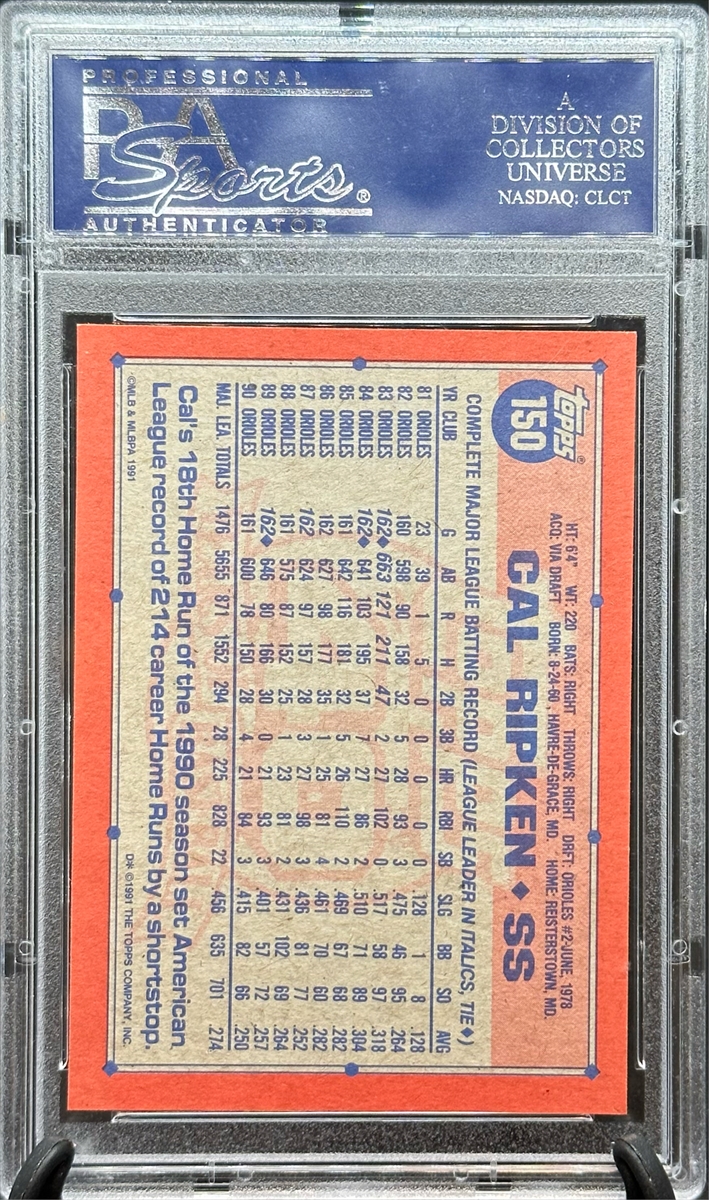 PROFESSIONAL
PSA
Sports®
AUTHENTICATOR
A
DIVISION OF
COLLECTORS
UNIVERSE
NASDAQ: CLCT
TOPPS®
150
HT: 6'4" WT: 220 BATS: RIGHT THROWS: RIGHT DRFT: ORIOLES #2-JUNE, 1978
ACQ: VIA DRAFT BORN: 8-24-60, HAVRE-DE-GRACE, MD. HOME: REISTERSTOWN, MD.
CAL RIPKEN ♦ SS
COMPLETE MAJOR LEAGUE BATTING RECORD (LEAGUE LEADER IN ITALICS, TIE♦)
YR CLUB G AB R H 2B 3B HR RBI SB SLG BB SO AVG
81 ORIOLES 23 39 1 5 0 0 0 0 0 .128 1 8 .128
82 ORIOLES 160 598 90 158 32 5 28 93 3 .475 46 95 .264
83 ORIOLES 162♦ 663 121 211 47 2 27 102 0 .517 58 97 .318
84 ORIOLES 162♦ 641 103 195 37 7 27 86 2 .510 71 89 .304
85 ORIOLES 161 642 116 181 32 5 26 110 2 .469 67 68 .282
86 ORIOLES 162 627 98 177 35 1 25 81 4 .461 70 60 .282
87 ORIOLES 162 624 97 157 28 3 27 98 3 .436 81 77 .252
88 ORIOLES 161 575 87 152 25 1 23 81 2 .431 102 69 .264
89 ORIOLES 162♦ 646 80 166 30 0 21 93 3 .401 57 72 .257
90 ORIOLES 161 600 78 150 28 4 21 84 3 .415 82 66 .250
MAJ. LEA. TOTALS 1476 5655 871 1552 294 28 225 828 22 .456 635 701 .274
Cal's 18th Home Run of the 1990 season set American
League record of 214 career Home Runs by a shortstop.
©MLB & MLBPA 1991
D* ©1991 THE TOPPS COMPANY, INC.